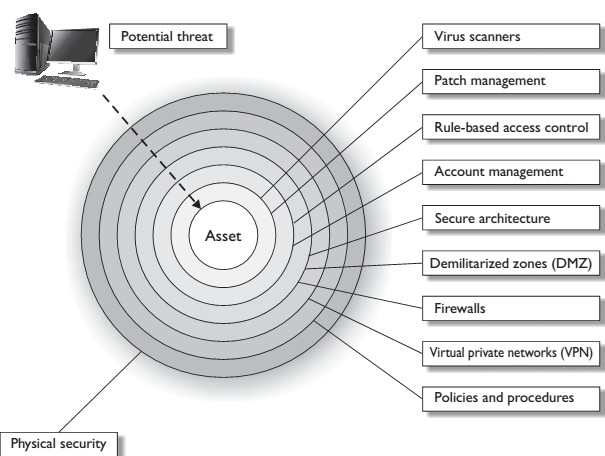 Potential threat
Virus scanners
Patch management
Rule-based access control
Account management
Secure architecture
Demilitarized zones (DMZ)
Firewalls
Virtual private networks (VPN)
Policies and procedures
Asset
Physical security